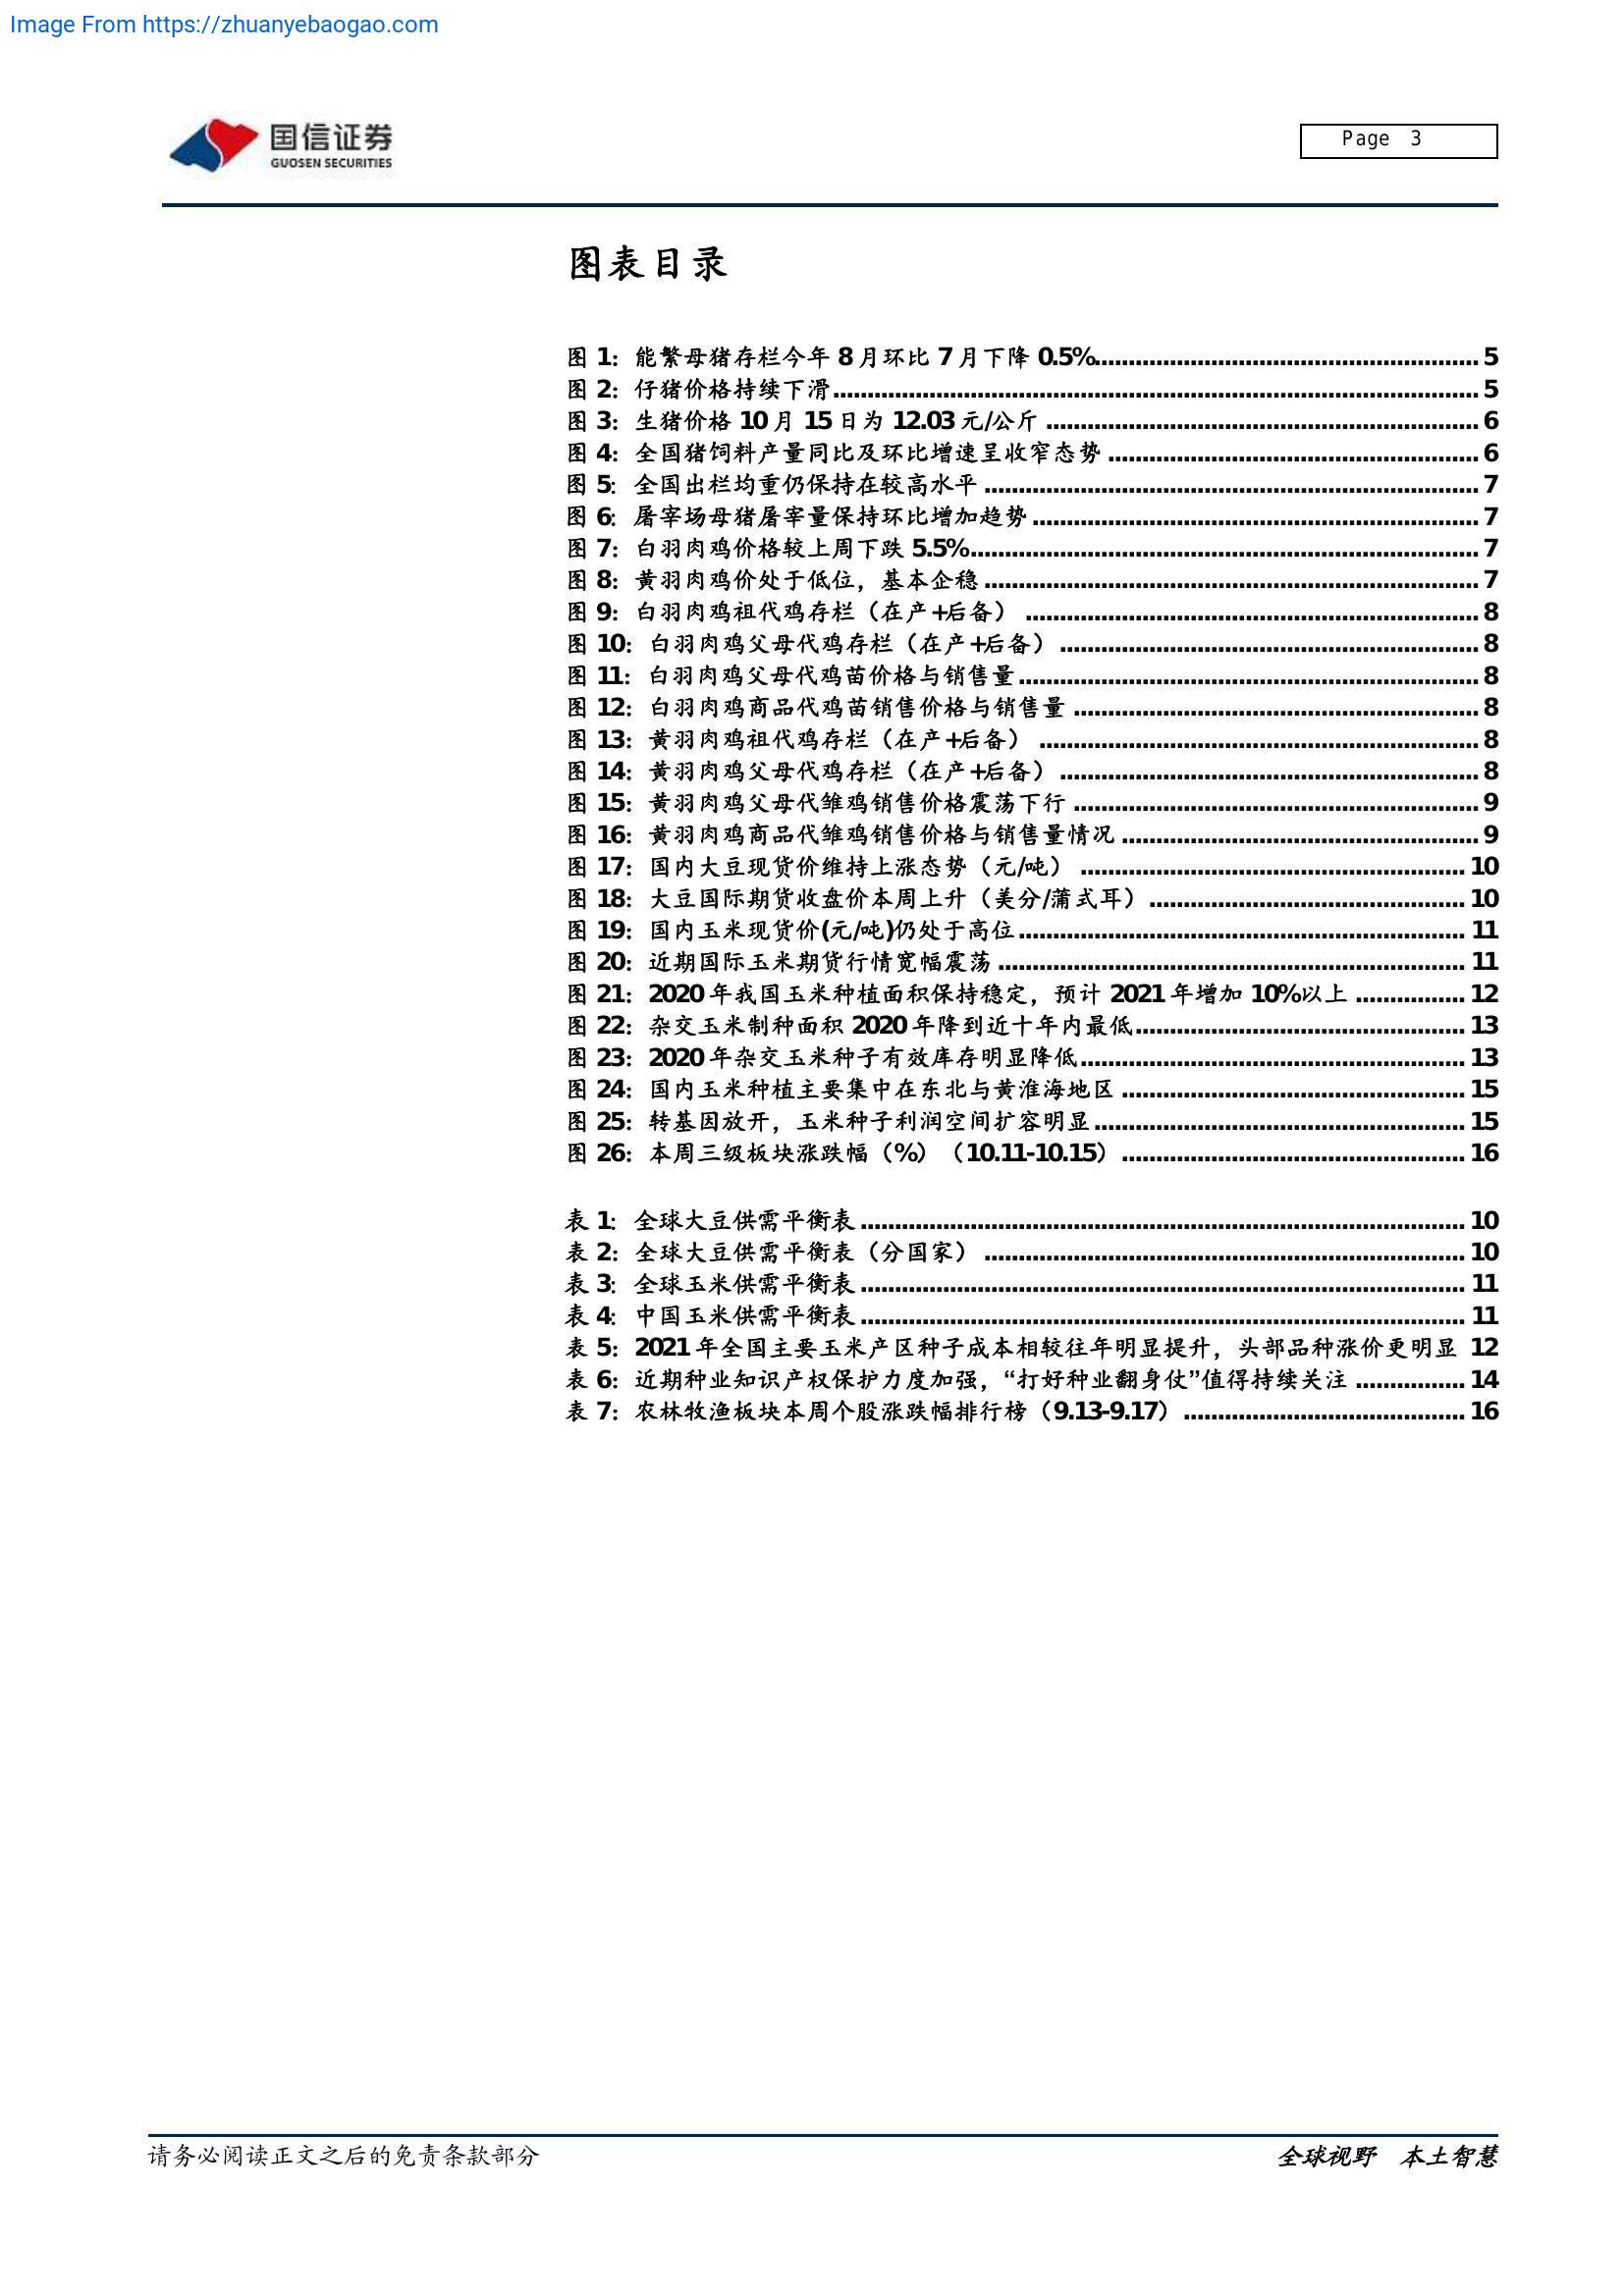 Image From https://zhuanyebaogao.com
国信证券
GUOSEN SECURITIES
Page 3
图表目录
图 1：能繁母猪存栏今年 8 月环比 7 月下降 0.5%........................................................ 5
图 2：仔猪价格持续下滑.............................................................................................. 5
图 3：生猪价格 10 月 15 日为 12.03 元/公斤 ............................................................... 6
图 4：全国猪饲料产量同比及环比增速呈收窄态势 ...................................................... 6
图 5：全国出栏均重仍保持在较高水平 ........................................................................ 7
图 6：屠宰场母猪屠宰量保持环比增加趋势 ................................................................. 7
图 7：白羽肉鸡价格较上周下跌 5.5%.......................................................................... 7
图 8：黄羽肉鸡价处于低位，基本企稳 ........................................................................ 7
图 9：白羽肉鸡祖代鸡存栏（在产+后备） .................................................................. 8
图 10：白羽肉鸡父母代鸡存栏（在产+后备） ............................................................. 8
图 11：白羽肉鸡父母代鸡苗价格与销售量................................................................... 8
图 12：白羽肉鸡商品代鸡苗销售价格与销售量 ........................................................... 8
图 13：黄羽肉鸡祖代鸡存栏（在产+后备） ................................................................ 8
图 14：黄羽肉鸡父母代鸡存栏（在产+后备） ............................................................. 8
图 15：黄羽肉鸡父母代雏鸡销售价格震荡下行 ........................................................... 9
图 16：黄羽肉鸡商品代雏鸡销售价格与销售量情况 .................................................... 9
图 17：国内大豆现货价维持上涨态势（元/吨） ........................................................ 10
图 18：大豆国际期货收盘价本周上升（美分/蒲式耳） .............................................. 10
图 19：国内玉米现货价(元/吨)仍处于高位................................................................. 11
图 20：近期国际玉米期货行情宽幅震荡 .................................................................... 11
图 21：2020 年我国玉米种植面积保持稳定，预计 2021 年增加 10%以上 ................ 12
图 22：杂交玉米制种面积 2020 年降到近十年内最低................................................ 13
图 23：2020 年杂交玉米种子有效库存明显降低........................................................ 13
图 24：国内玉米种植主要集中在东北与黄淮海地区 .................................................. 15
图 25：转基因放开，玉米种子利润空间扩容明显...................................................... 15
图 26：本周三级板块涨跌幅（%）（10.11-10.15） .................................................. 16
表 1：全球大豆供需平衡表........................................................................................ 10
表 2：全球大豆供需平衡表（分国家） ...................................................................... 10
表 3：全球玉米供需平衡表........................................................................................ 11
表 4：中国玉米供需平衡表........................................................................................ 11
表 5：2021 年全国主要玉米产区种子成本相较往年明显提升，头部品种涨价更明显 12
表 6：近期种业知识产权保护力度加强，“打好种业翻身仗”值得持续关注 ................ 14
表 7：农林牧渔板块本周个股涨跌幅排行榜（9.13-9.17） ......................................... 16
请务必阅读正文之后的免责条款部分
全球视野 本土智慧